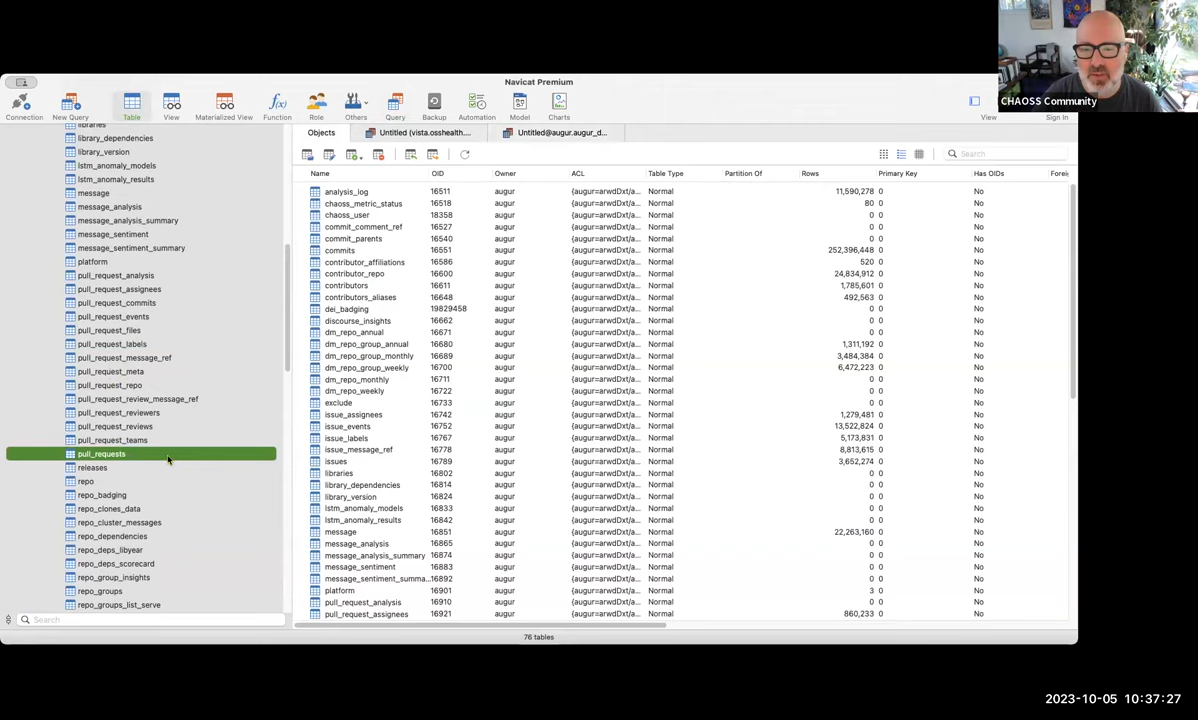 CHAOSS Community
Navicat Premium
Connection New Query Table View Materialized View Function Role Others Query Backup Automation Model Charts View Sign In
Objects Untitled (vista.osshealth.... Untitled@augur.augur_d...
Search
Name OID Owner ACL Table Type Partition Of Rows Primary Key Has OIDs Forei
libraries
library_dependencies
library_version
lstm_anomaly_models
lstm_anomaly_results
message
message_analysis
message_analysis_summary
message_sentiment
message_sentiment_summary
platform
pull_request_analysis
pull_request_assignees
pull_request_commits
pull_request_events
pull_request_files
pull_request_labels
pull_request_message_ref
pull_request_meta
pull_request_repo
pull_request_review_message_ref
pull_request_reviewers
pull_request_reviews
pull_request_teams
pull_requests
releases
repo
repo_badging
repo_clones_data
repo_cluster_messages
repo_dependencies
repo_deps_libyear
repo_deps_scorecard
repo_group_insights
repo_groups
repo_groups_list_serve
Search
analysis_log 16511 augur {augur=arwdDxt/a... Normal 11,590,278 0 No
chaoss_metric_status 16518 augur {augur=arwdDxt/a... Normal 80 0 No
chaoss_user 18358 augur {augur=arwdDxt/a... Normal 0 0 No
commit_comment_ref 16527 augur {augur=arwdDxt/a... Normal 0 0 No
commit_parents 16540 augur {augur=arwdDxt/a... Normal 0 0 No
commits 16551 augur {augur=arwdDxt/a... Normal 252,396,448 0 No
contributor_affiliations 16586 augur {augur=arwdDxt/a... Normal 520 0 No
contributor_repo 16600 augur {augur=arwdDxt/a... Normal 24,834,912 0 No
contributors 16611 augur {augur=arwdDxt/a... Normal 1,785,601 0 No
contributors_aliases 16648 augur {augur=arwdDxt/a... Normal 492,563 0 No
dei_badging 19829458 augur {augur=arwdDxt/a... Normal 0 0 No
discourse_insights 16662 augur {augur=arwdDxt/a... Normal 0 0 No
dm_repo_annual 16671 augur {augur=arwdDxt/a... Normal 0 0 No
dm_repo_group_annual 16680 augur {augur=arwdDxt/a... Normal 1,311,192 0 No
dm_repo_group_monthly 16689 augur {augur=arwdDxt/a... Normal 3,484,384 0 No
dm_repo_group_weekly 16700 augur {augur=arwdDxt/a... Normal 6,472,223 0 No
dm_repo_monthly 16711 augur {augur=arwdDxt/a... Normal 0 0 No
dm_repo_weekly 16722 augur {augur=arwdDxt/a... Normal 0 0 No
exclude 16733 augur {augur=arwdDxt/a... Normal 0 0 No
issue_assignees 16742 augur {augur=arwdDxt/a... Normal 1,279,481 0 No
issue_events 16752 augur {augur=arwdDxt/a... Normal 13,522,824 0 No
issue_labels 16767 augur {augur=arwdDxt/a... Normal 5,173,831 0 No
issue_message_ref 16778 augur {augur=arwdDxt/a... Normal 8,813,615 0 No
issues 16789 augur {augur=arwdDxt/a... Normal 3,652,274 0 No
libraries 16802 augur {augur=arwdDxt/a... Normal 0 0 No
library_dependencies 16814 augur {augur=arwdDxt/a... Normal 0 0 No
library_version 16824 augur {augur=arwdDxt/a... Normal 0 0 No
lstm_anomaly_models 16833 augur {augur=arwdDxt/a... Normal 0 0 No
lstm_anomaly_results 16842 augur {augur=arwdDxt/a... Normal 0 0 No
message 16851 augur {augur=arwdDxt/a... Normal 22,263,160 0 No
message_analysis 16865 augur {augur=arwdDxt/a... Normal 0 0 No
message_analysis_summary 16874 augur {augur=arwdDxt/a... Normal 0 0 No
message_sentiment 16883 augur {augur=arwdDxt/a... Normal 0 0 No
message_sentiment_summa... 16892 augur {augur=arwdDxt/a... Normal 0 0 No
platform 16901 augur {augur=arwdDxt/a... Normal 3 0 No
pull_request_analysis 16910 augur {augur=arwdDxt/a... Normal 0 0 No
pull_request_assignees 16921 augur {augur=arwdDxt/a... Normal 860,233 0 No
76 tables
2023-10-05 10:37:27